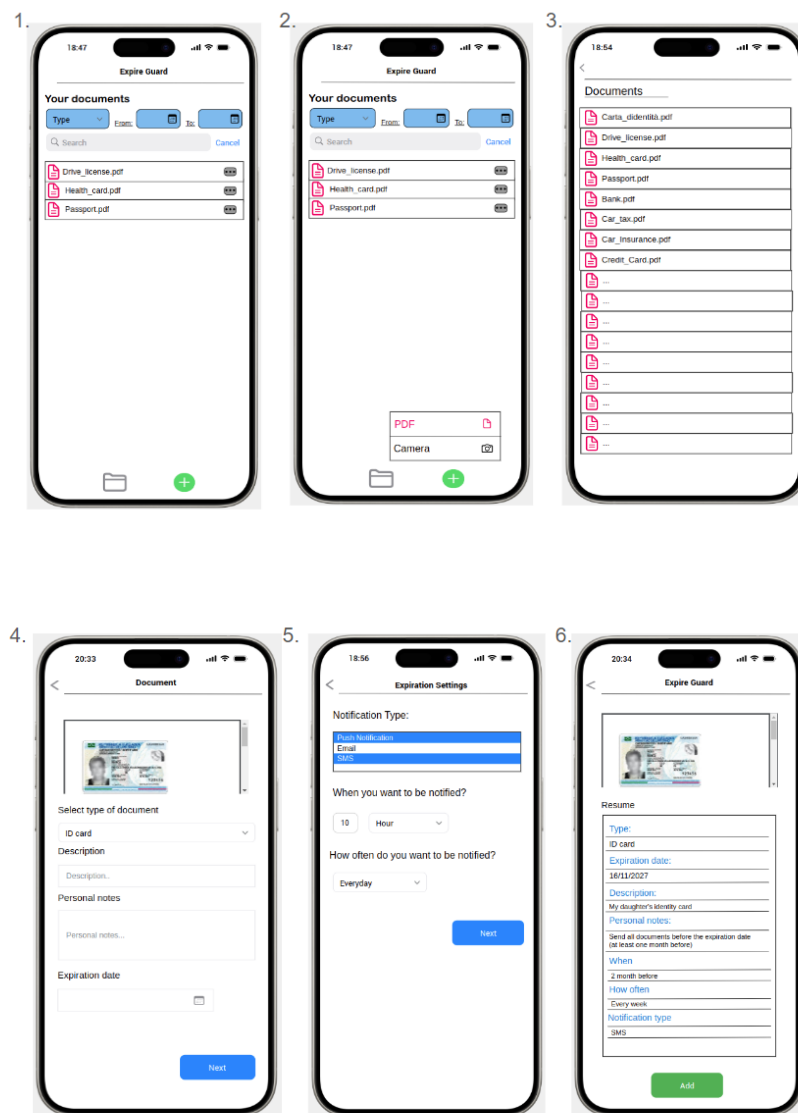 1.
18:47
Expire Guard
Your documents
Type From: To:
Search Cancel
Drive_license.pdf
Health_card.pdf
Passport.pdf
2.
18:47
Expire Guard
Your documents
Type From: To:
Search Cancel
Drive_license.pdf
Health_card.pdf
Passport.pdf
PDF
Camera
3.
18:54
Documents
Carta_didentità.pdf
Drive_license.pdf
Health_card.pdf
Passport.pdf
Bank.pdf
Car_tax.pdf
Car_Insurance.pdf
Credit_Card.pdf
...
...
...
...
...
...
...
...
...
4.
20:33
Document
Select type of document
ID card
Description
Description..
Personal notes
Personal notes...
Expiration date
Next
5.
18:56
Expiration Settings
Notification Type:
Push Notification
Email
SMS
When you want to be notified?
10 Hour
How often do you want to be notified?
Everyday
Next
6.
20:34
Expire Guard
Resume
Type:
ID card
Expiration date:
16/11/2027
Description:
My daughter's identity card
Personal notes:
Send all documents before the expiration date
(at least one month before)
When
2 month before
How often
Every week
Notification type
SMS
Add